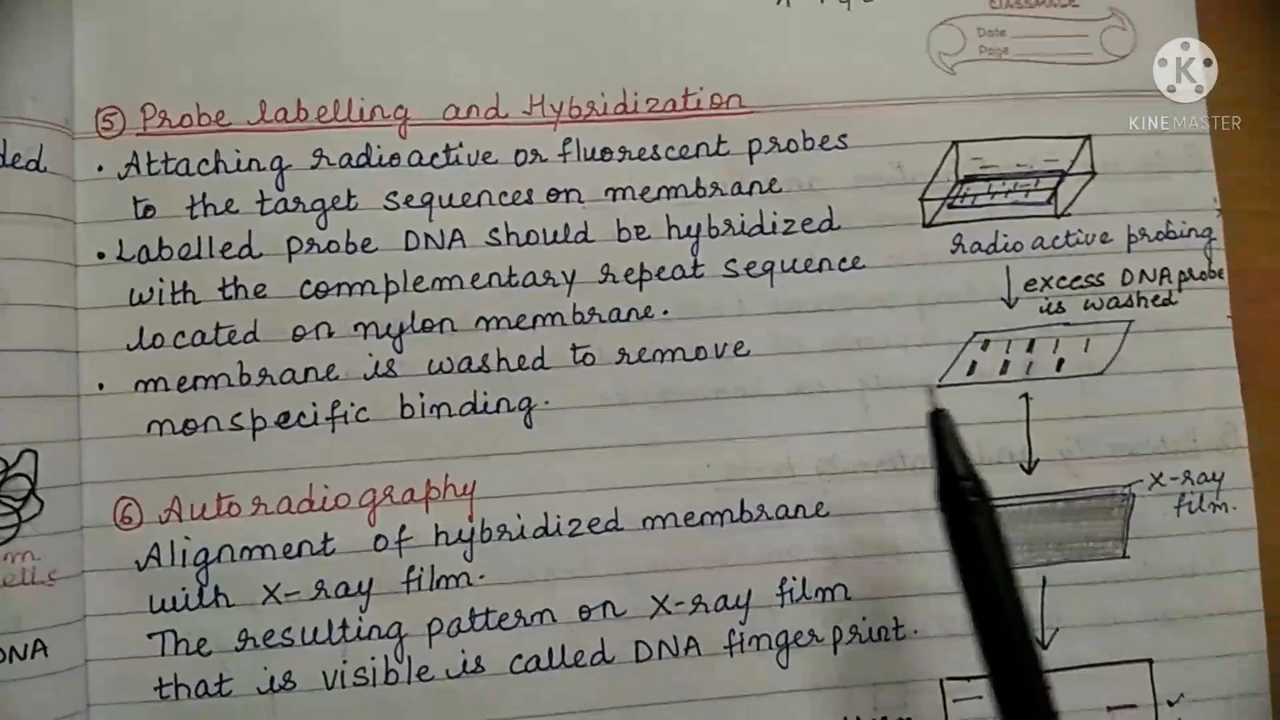 CLASSMATE
Date
Page
KINEMASTER
⑤ Probe labelling and Hybridization
ded
• Attaching radioactive or fluorescent probes
to the target sequences on membrane
• Labelled probe DNA should be hybridized
with the complementary repeat sequence
located on nylon membrane.
• membrane is washed to remove
nonspecific binding.
radioactive probing
excess DNA probe
is washed
⑥ Autoradiography
Alignment of hybridized membrane
with X-ray film.
The resulting pattern on X-ray film
that is visible is called DNA fingerprint.
X-ray
film.
m
ells
DNA